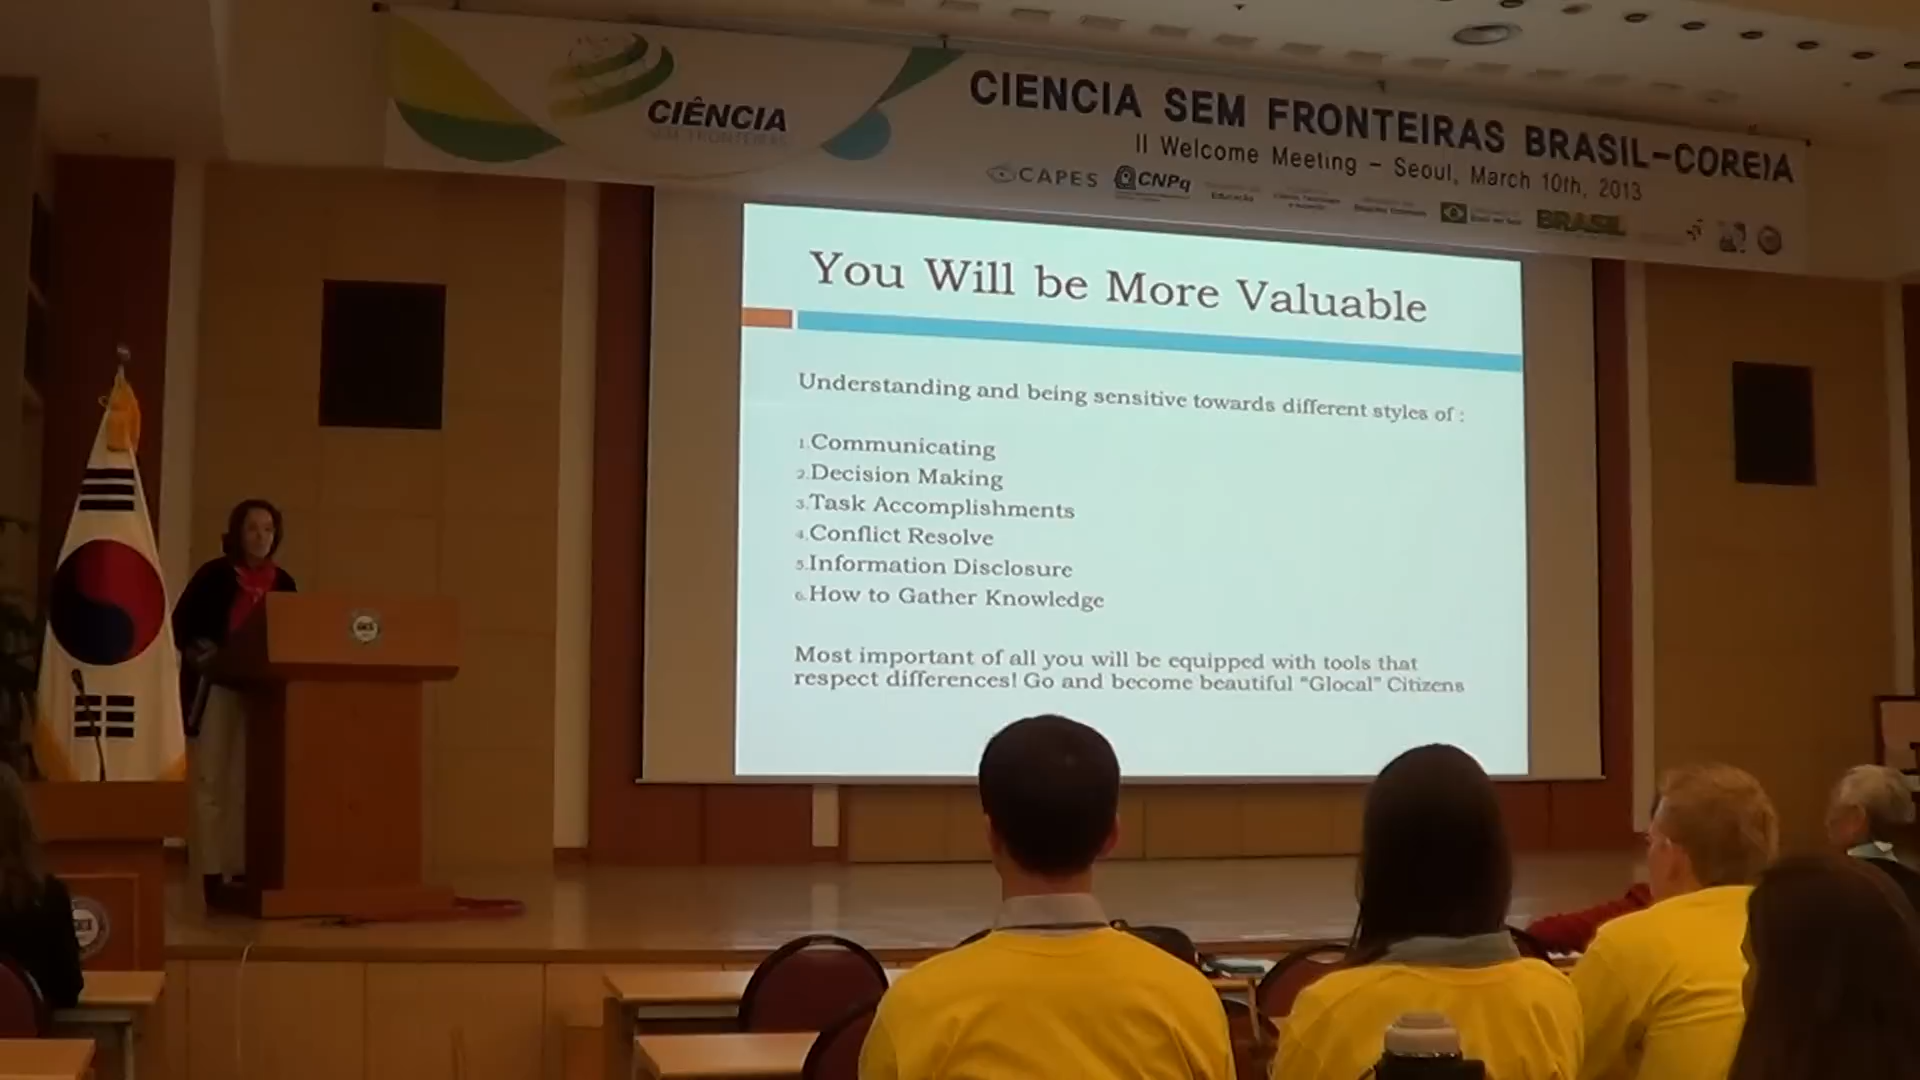 CIÊNCIA
SEM FRONTEIRAS
CIENCIA SEM FRONTEIRAS BRASIL-COREIA
II Welcome Meeting - Seoul, March 10th, 2013
CAPES CNPq Educação BRASIL
You Will be More Valuable
Understanding and being sensitive towards different styles of :
1.Communicating
2.Decision Making
3.Task Accomplishments
4.Conflict Resolve
5.Information Disclosure
6.How to Gather Knowledge
Most important of all you will be equipped with tools that
respect differences! Go and become beautiful "Glocal" Citizens